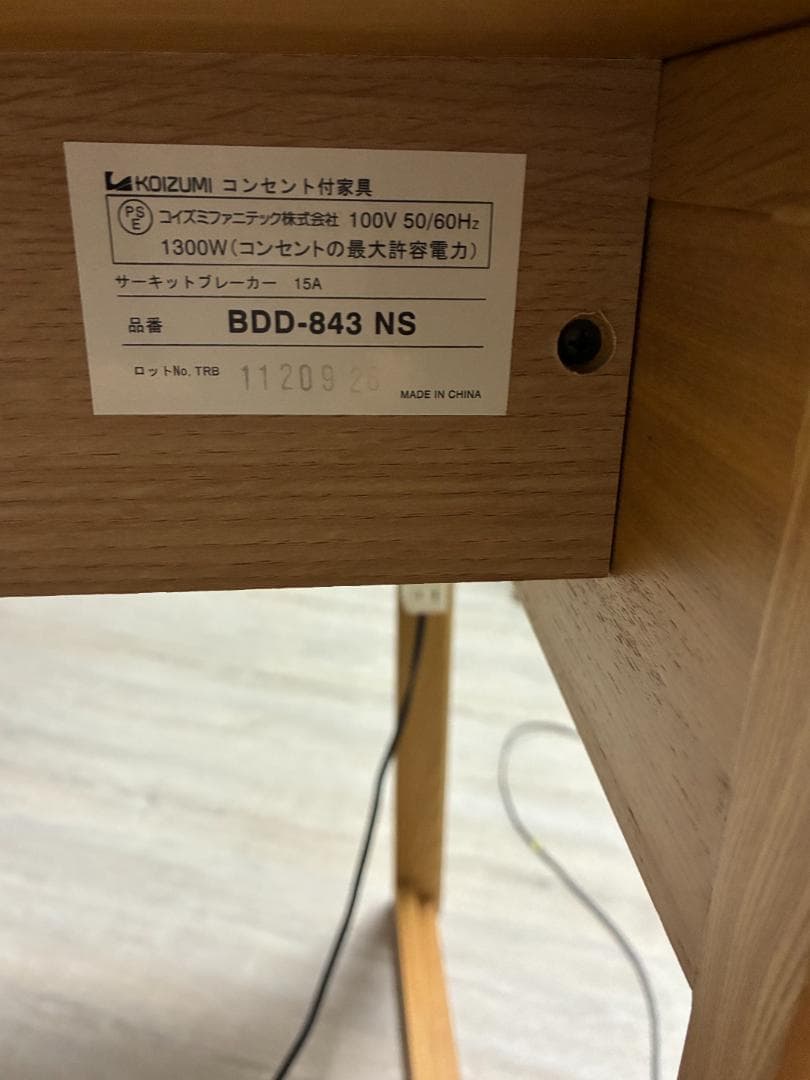 KOIZUMI コンセント付家具
PSE コイズミファニテック株式会社 100V 50/60Hz
1300W(コンセントの最大許容電力)
サーキットブレーカー 15A
品番 BDD-843 NS
ロットNo. TRB 11209
MADE IN CHINA